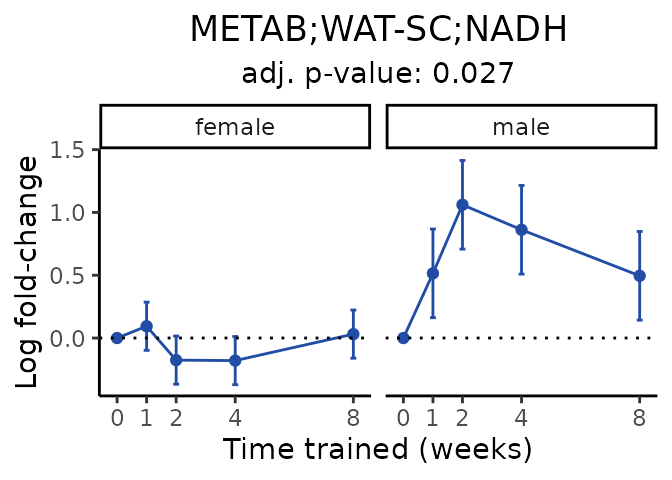 METAB;WAT-SC;NADH
adj. p-value: 0.027
female
male
Log fold-change
1.5
1.0
0.5
0.0
0 1 2 4 8
0 1 2 4 8
Time trained (weeks)